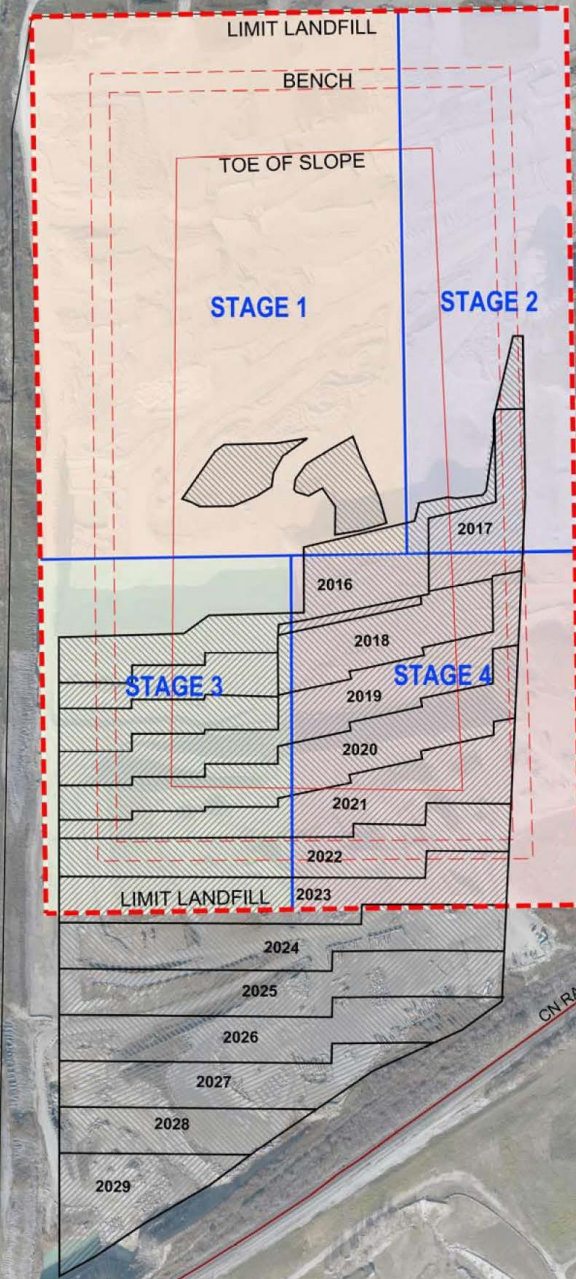 LIMIT LANDFILL
BENCH
TOE OF SLOPE
STAGE 1
STAGE 2
2017
2016
2018
STAGE 3
STAGE 4
2019
2020
2021
2022
LIMIT LANDFILL
2023
2024
2025
CN RA
2026
2027
2028
2029